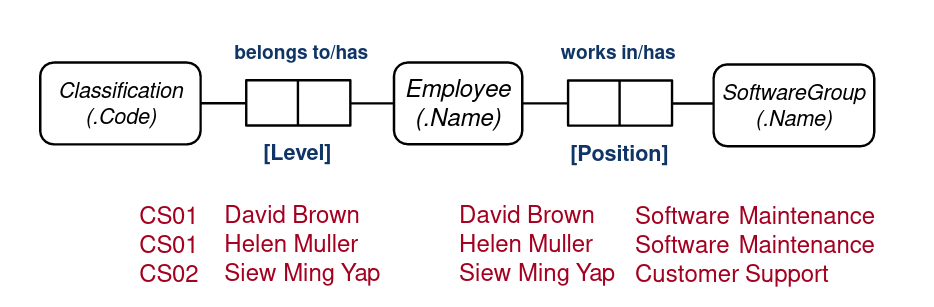 belongs to/has
works in/has
Classification
(.Code)
Employee
(.Name)
SoftwareGroup
(.Name)
[Level]
[Position]
CS01 David Brown
CS01 Helen Muller
CS02 Siew Ming Yap
David Brown Software Maintenance
Helen Muller Software Maintenance
Siew Ming Yap Customer Support